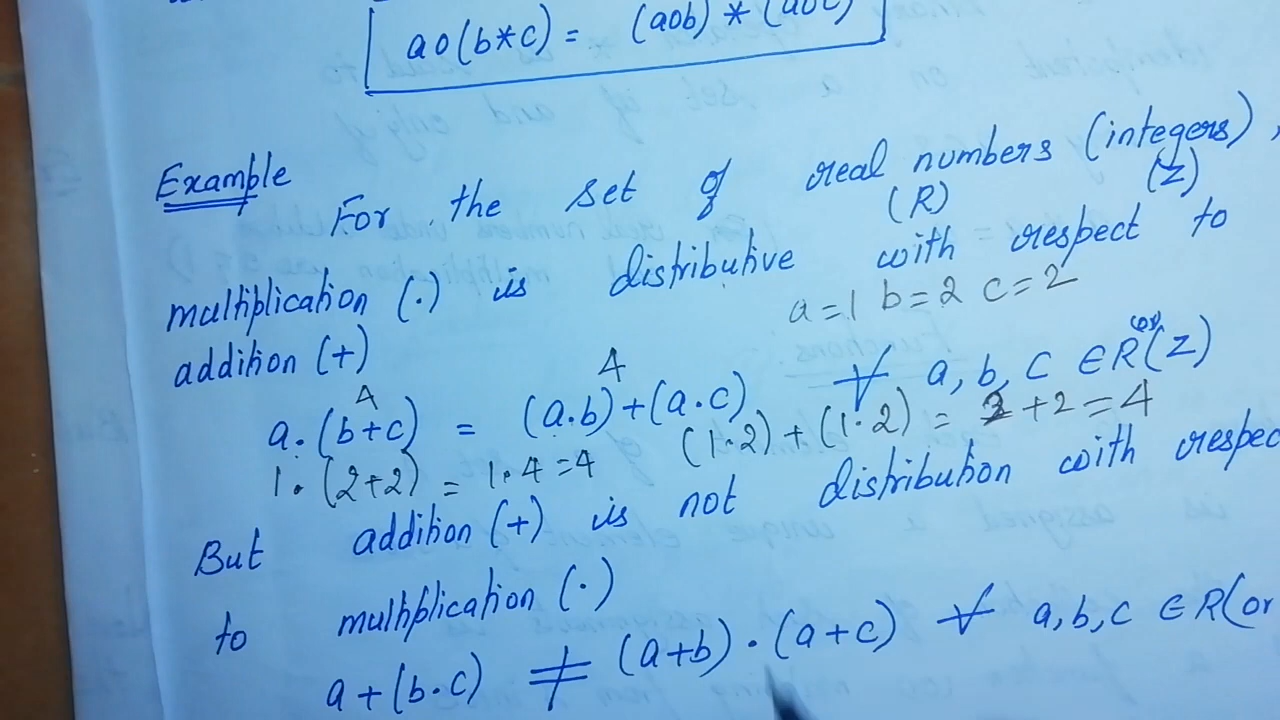 a o (b * c) = (a o b) * (a o c)
Example
For the set of real numbers (integers),
(R) (Z)
multiplication (.) is distributive with respect to
a=1 b=2 c=2
addition (+)
4 4 (or)
a.(b+c) = (a.b)+(a.c) ∀ a,b,c ∈R(Z)
1.(2+2) = 1.4=4 (1.2)+(1.2) = 2+2=4
But addition (+) is not distribution with respec
to multiplication (.)
a+(b.c) ≠ (a+b).(a+c) ∀ a,b,c ∈ R(or